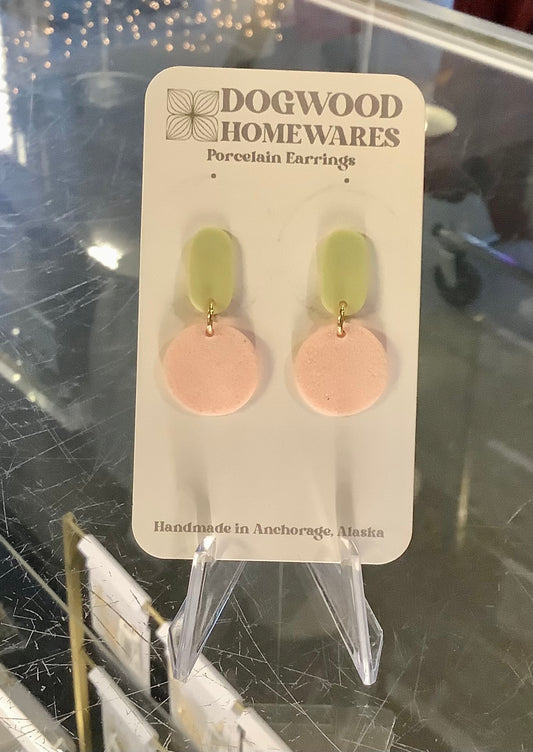 DOGWOOD
HOMEWARES
Porcelain Earrings
Handmade in Anchorage, Alaska